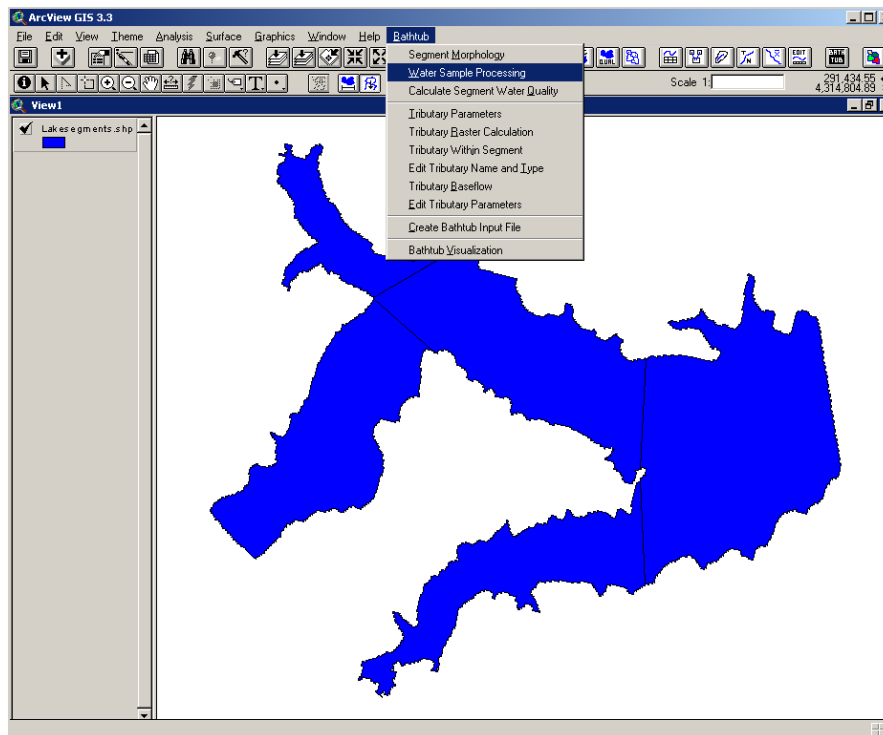 ArcView GIS 3.3
File Edit View Theme Analysis Surface Graphics Window Help Bathtub
Segment Morphology
Water Sample Processing
Calculate Segment Water Quality
Tributary Parameters
Tributary Raster Calculation
Tributary Within Segment
Edit Tributary Name and Type
Tributary Baseflow
Edit Tributary Parameters
Create Bathtub Input File
Bathtub Visualization
Scale 1:
291,434.55
4,314,804.89
View1
Lakesegments.shp